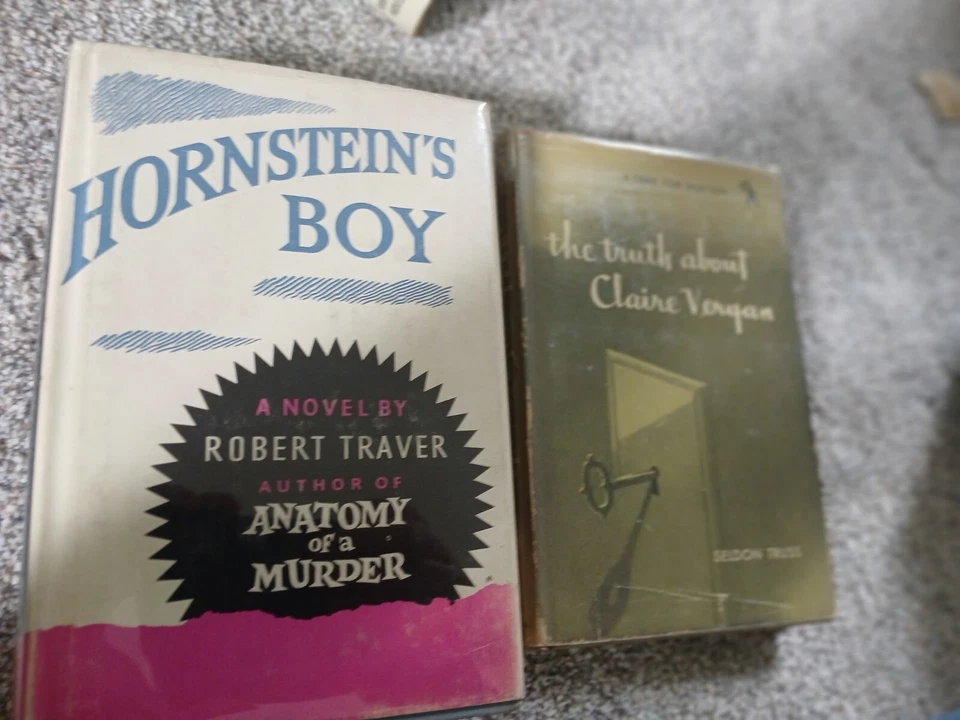 HORNSTEIN'S
BOY
A NOVEL BY
ROBERT TRAVER
AUTHOR OF
ANATOMY
of a
MURDER
the truth about
Claire Veryan
SELDON TRUSS